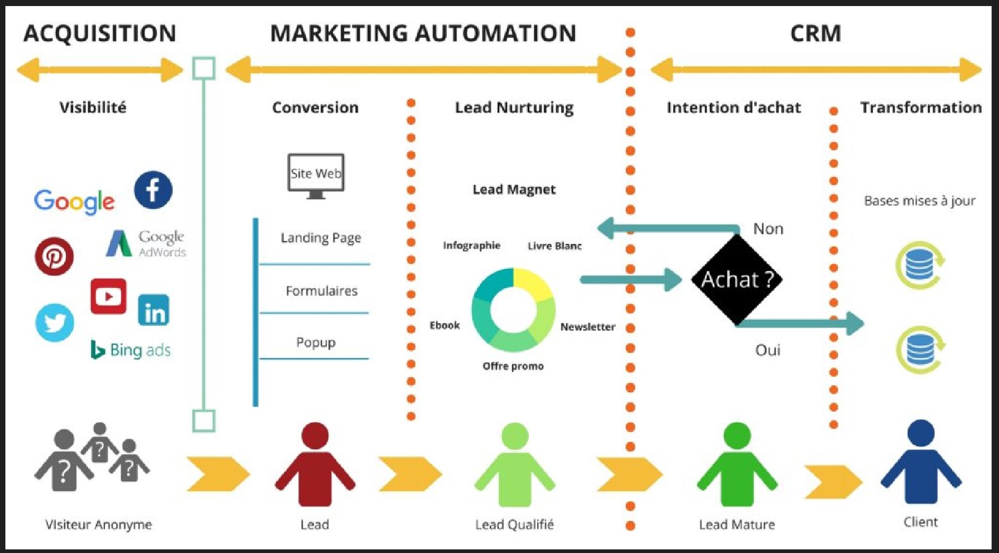 ACQUISITION
MARKETING AUTOMATION
CRM
Visibilité
Conversion
Lead Nurturing
Intention d'achat
Transformation
Google
f
Google
AdWords
in
Bing ads
Site Web
Landing Page
Formulaires
Popup
Lead Magnet
Infographie
Livre Blanc
Ebook
Newsletter
Offre promo
Non
Achat ?
Oui
Bases mises à jour
?
?
?
VIsiteur Anonyme
Lead
Lead Qualifié
Lead Mature
Client